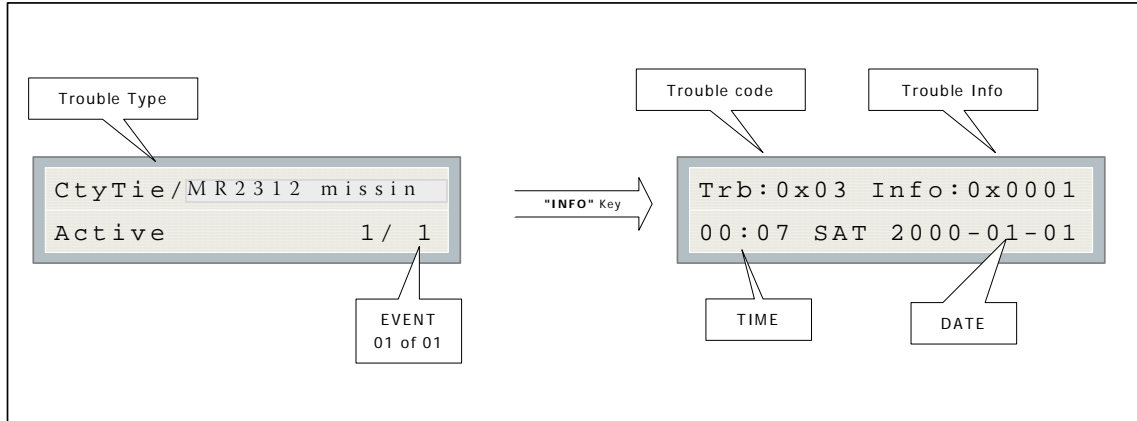 Trouble Type
CtyTie/MR2312 missin
Active 1/ 1
EVENT
01 of 01
"INFO" Key
Trouble code
Trouble Info
Trb:0x03 Info:0x0001
00:07 SAT 2000-01-01
TIME
DATE